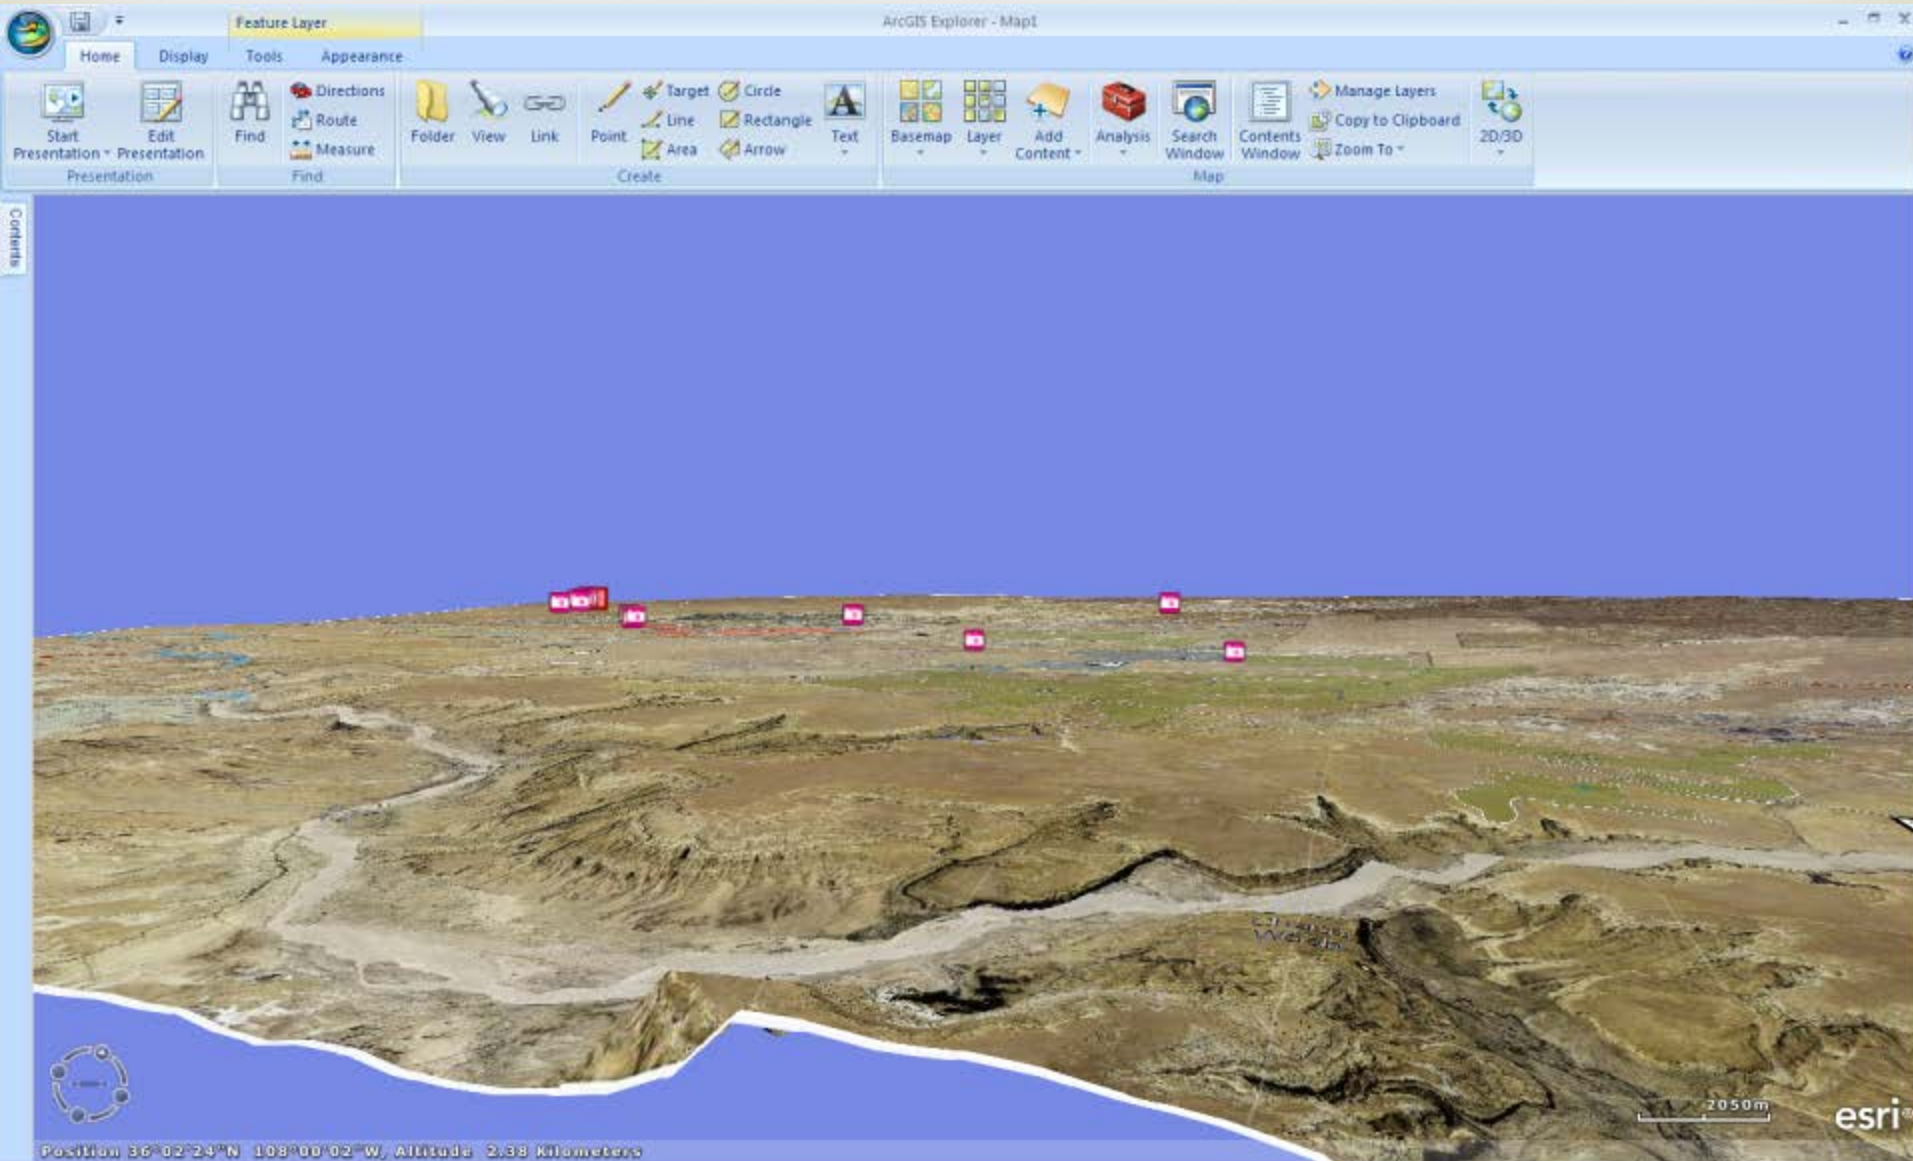 Feature Layer
ArcGIS Explorer - Map1
Home
Display
Tools
Appearance
Start
Presentation
Edit
Presentation
Presentation
Find
Directions
Route
Measure
Find
Folder
View
Link
Point
Target
Line
Area
Circle
Rectangle
Arrow
Text
Create
Basemap
Layer
Add
Content
Analysis
Search
Window
Contents
Window
Manage Layers
Copy to Clipboard
Zoom To
2D/3D
Map
Contents
2050m
esri
Position 36°02'24"N 108°00'02"W, Altitude 2.38 Kilometers